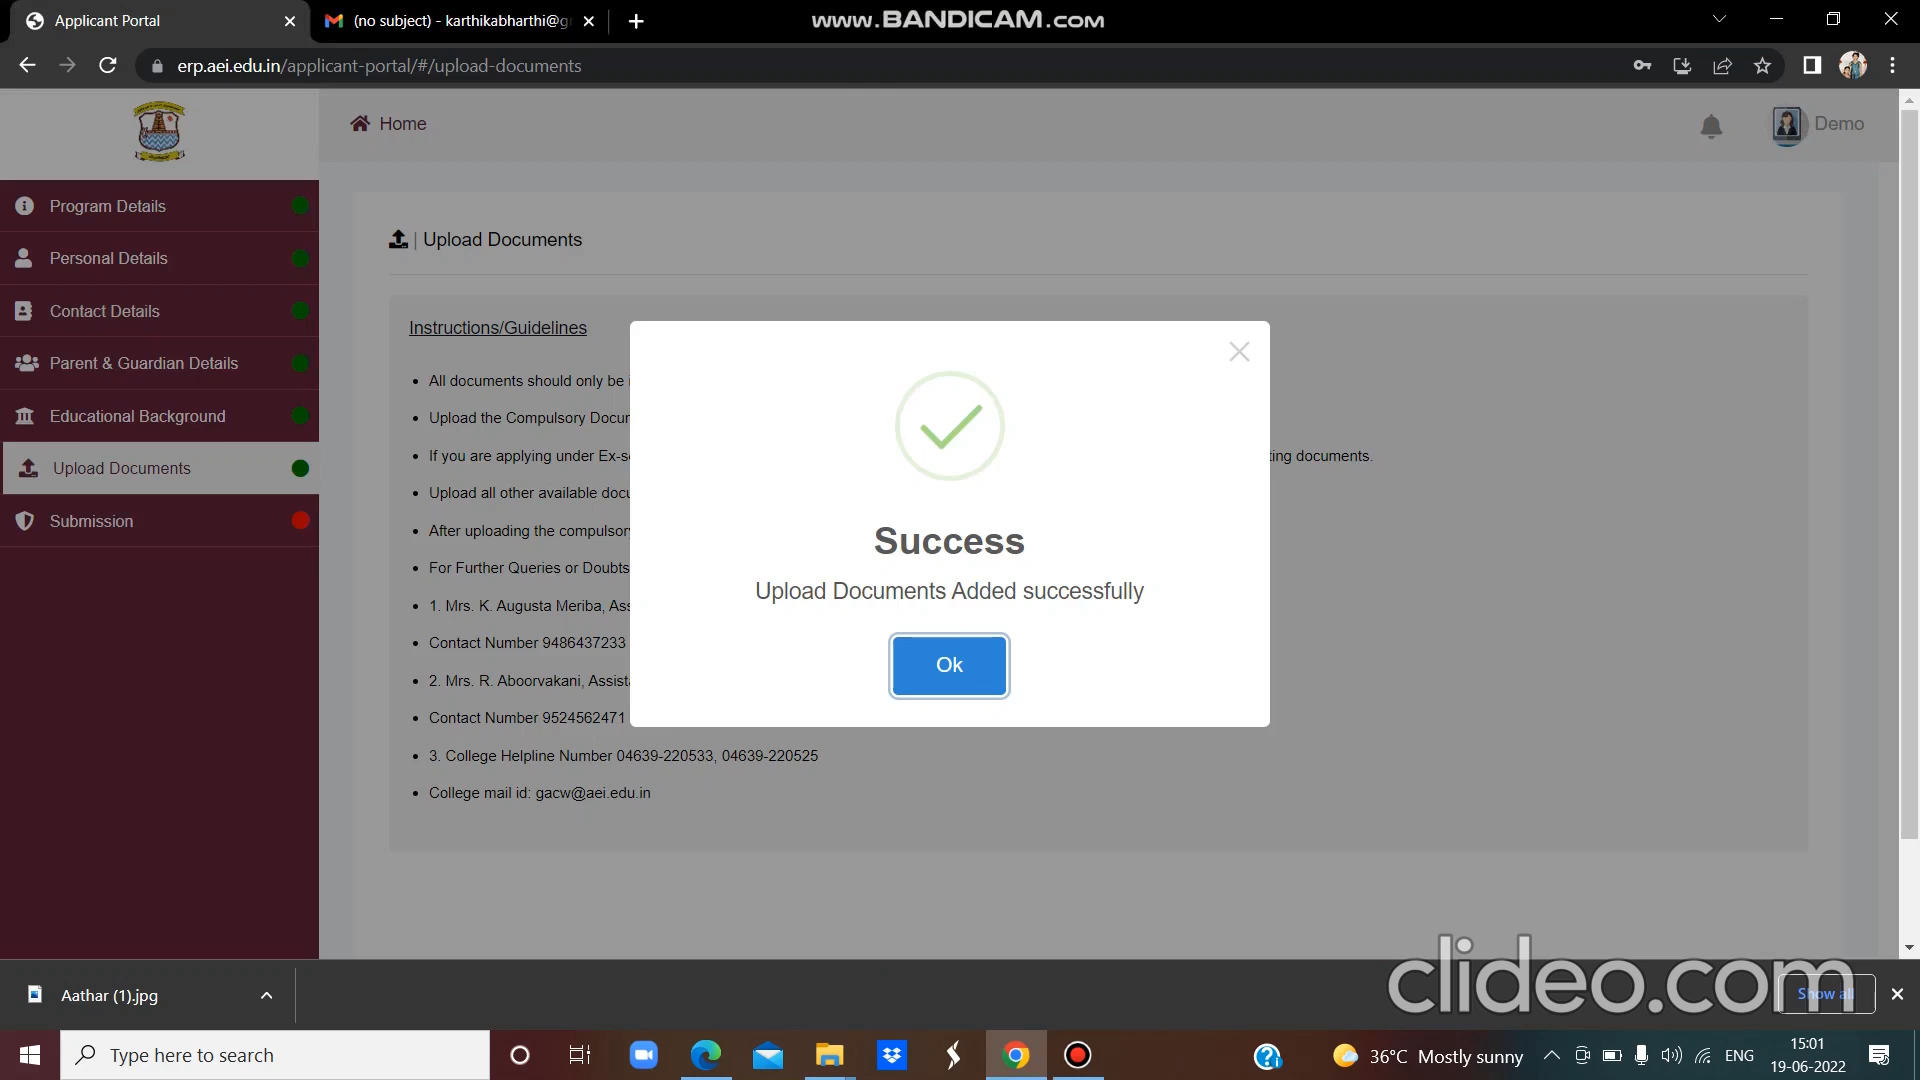 Applicant Portal
(no subject) - karthikabharthi@g
www.BANDICAM.com
erp.aei.edu.in/applicant-portal/#/upload-documents
Home
Demo
Program Details
Personal Details
Contact Details
Parent & Guardian Details
Educational Background
Upload Documents
Submission
| Upload Documents
Instructions/Guidelines
All documents should only be
Upload the Compulsory
If you are applying under ting documents.
Upload all other available
After uploading the
For Further Queries or Doubts
1. Mrs. K. Augusta Meriba,
Contact Number 9486437233
2. Mrs. R. Aboorvakani,
Contact Number 9524562471
3. College Helpline Number 04639-220533, 04639-220525
College mail id: gacw@aei.edu.in
Success
Upload Documents Added successfully
Ok
clideo.com
Aathar (1).jpg
Show all
Type here to search
36°C Mostly sunny
ENG
15:01
19-06-2022